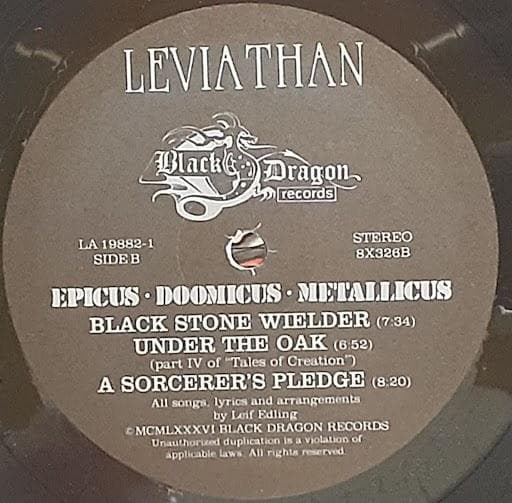 LEVIATHAN
Black Dragon
records
LA 19882-1
SIDE B
STEREO
8X326B
EPICUS · DOOMICUS · METALLICUS
BLACK STONE WIELDER (7:34)
UNDER THE OAK (6:52)
(part IV of "Tales of Creation")
A SORCERER'S PLEDGE (8:20)
All songs, lyrics and arrangements
by Leif Edling
©MCMLXXXVI BLACK DRAGON RECORDS
Unauthorized duplication is a violation of
applicable laws. All rights reserved.